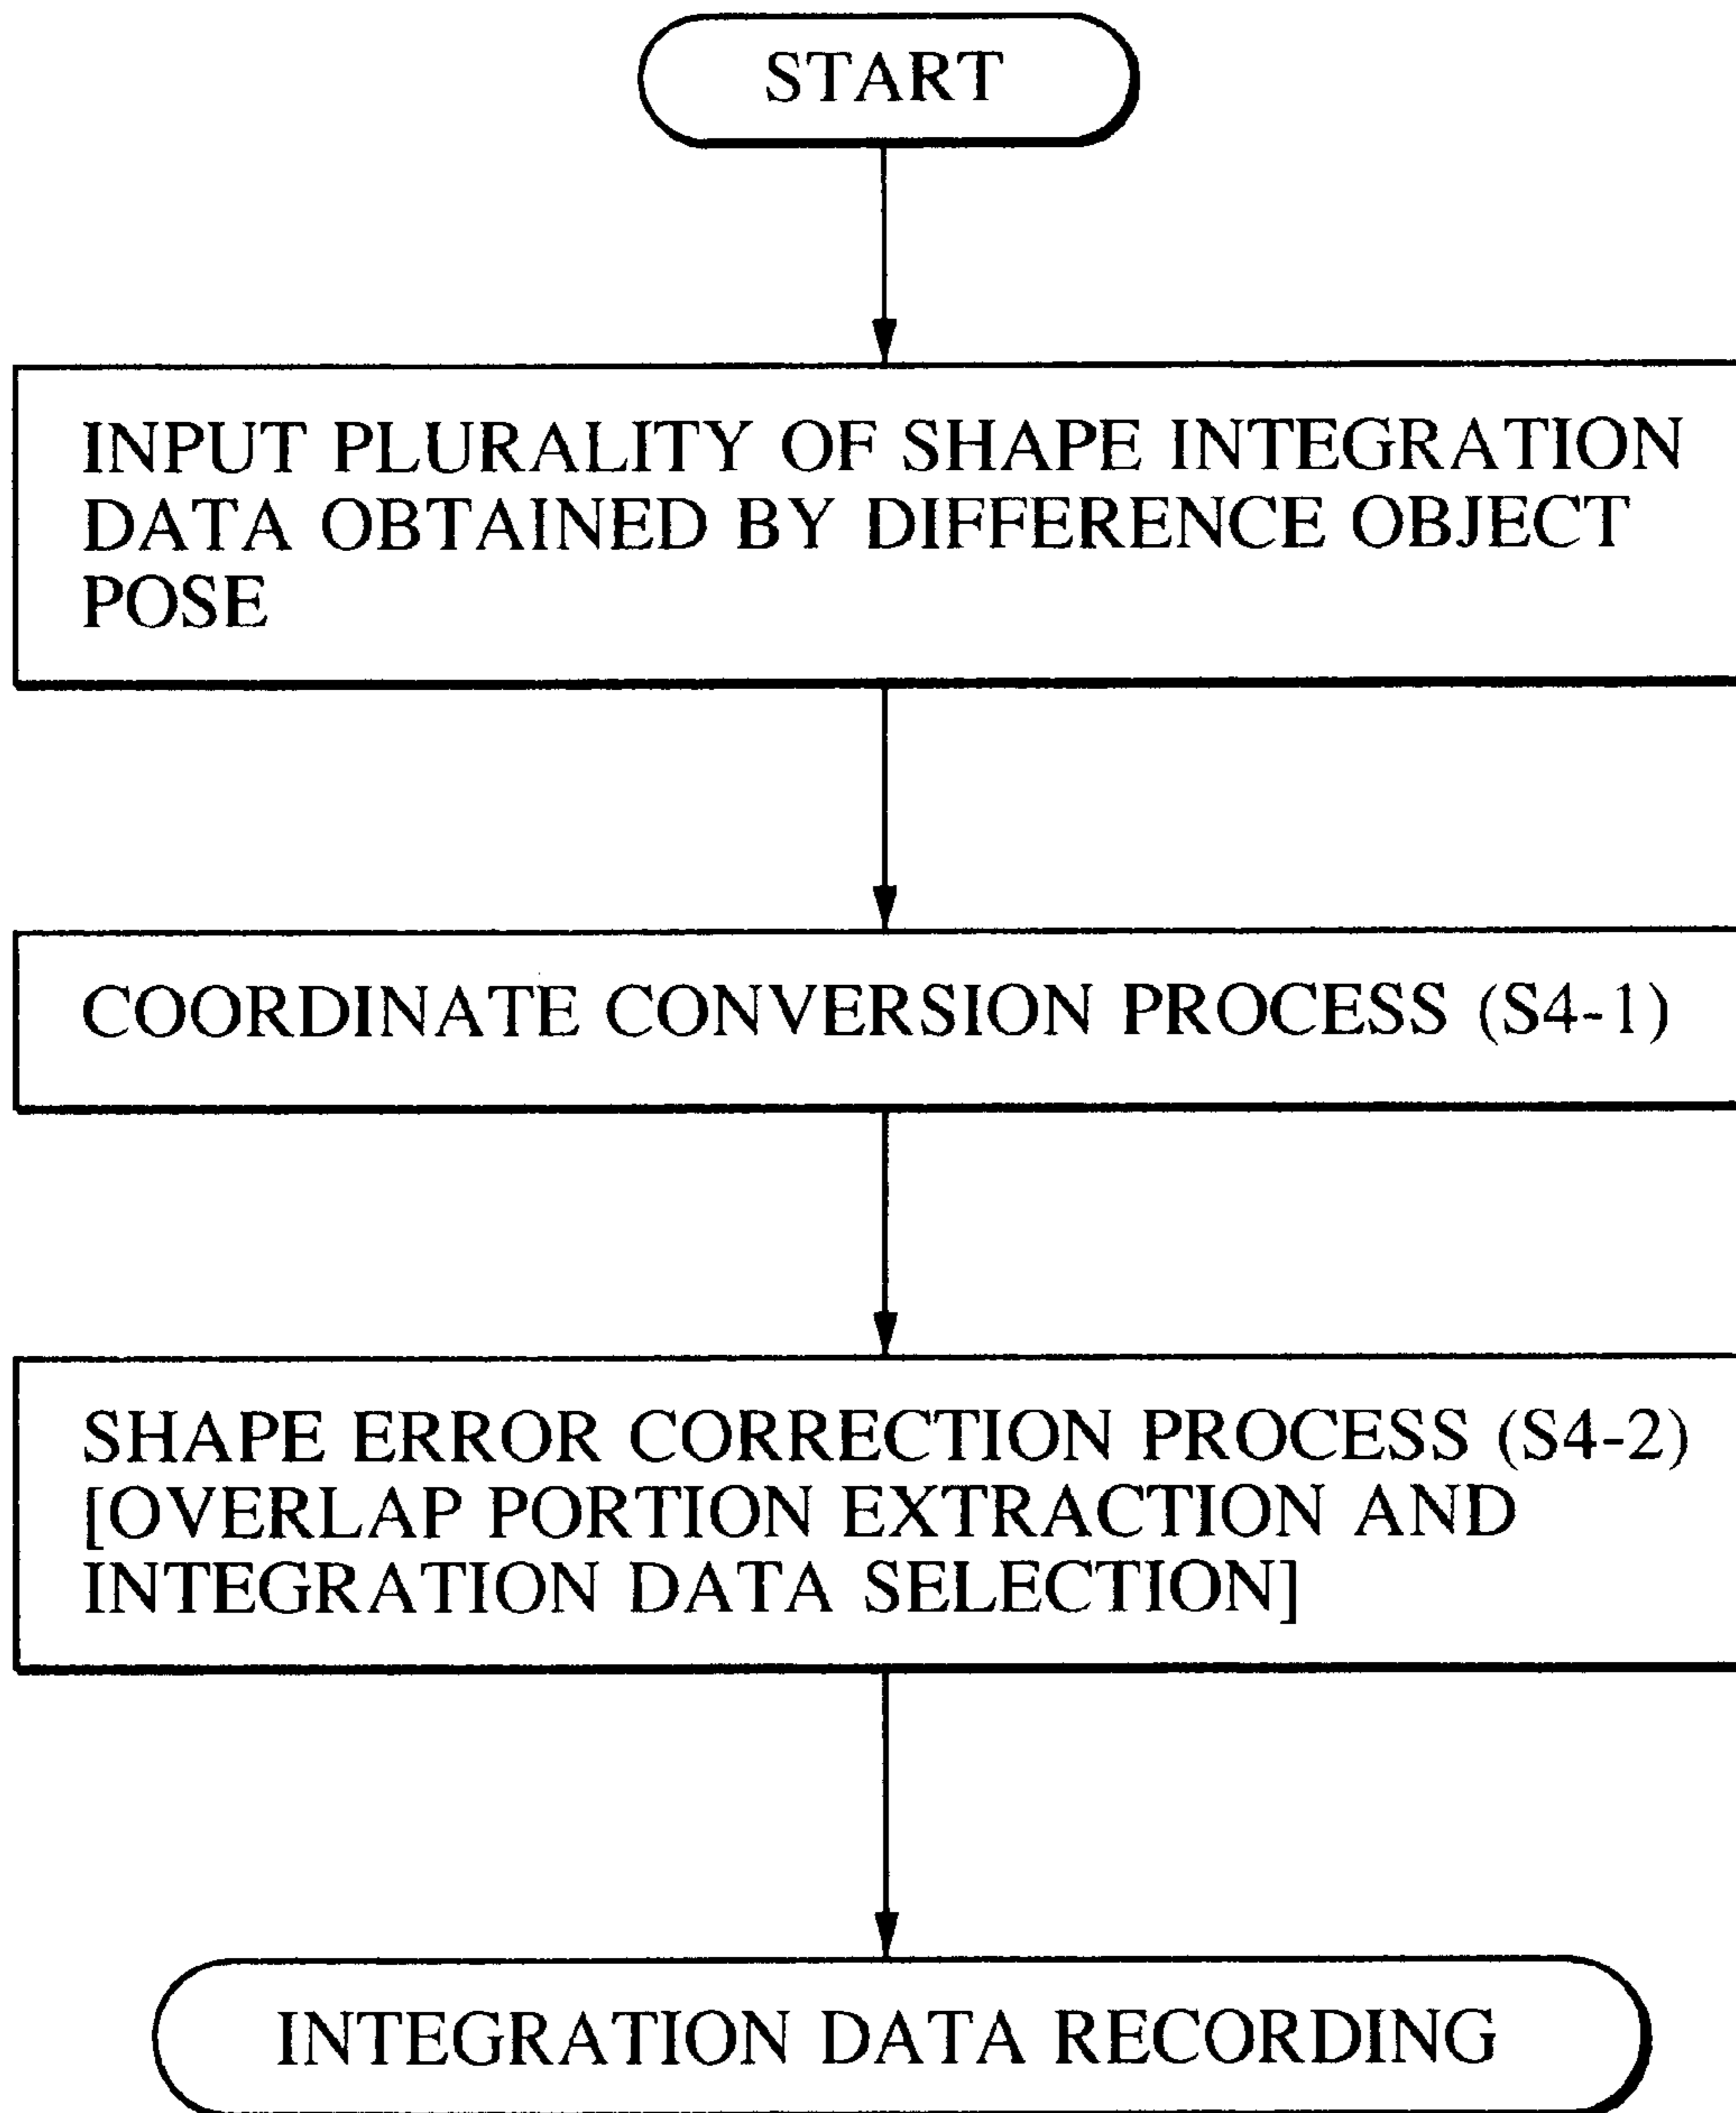 START
INPUT PLURALITY OF SHAPE INTEGRATION
DATA OBTAINED BY DIFFERENCE OBJECT
POSE
COORDINATE CONVERSION PROCESS (S4-1)
SHAPE ERROR CORRECTION PROCESS (S4-2)
[OVERLAP PORTION EXTRACTION AND
INTEGRATION DATA SELECTION]
INTEGRATION DATA RECORDING